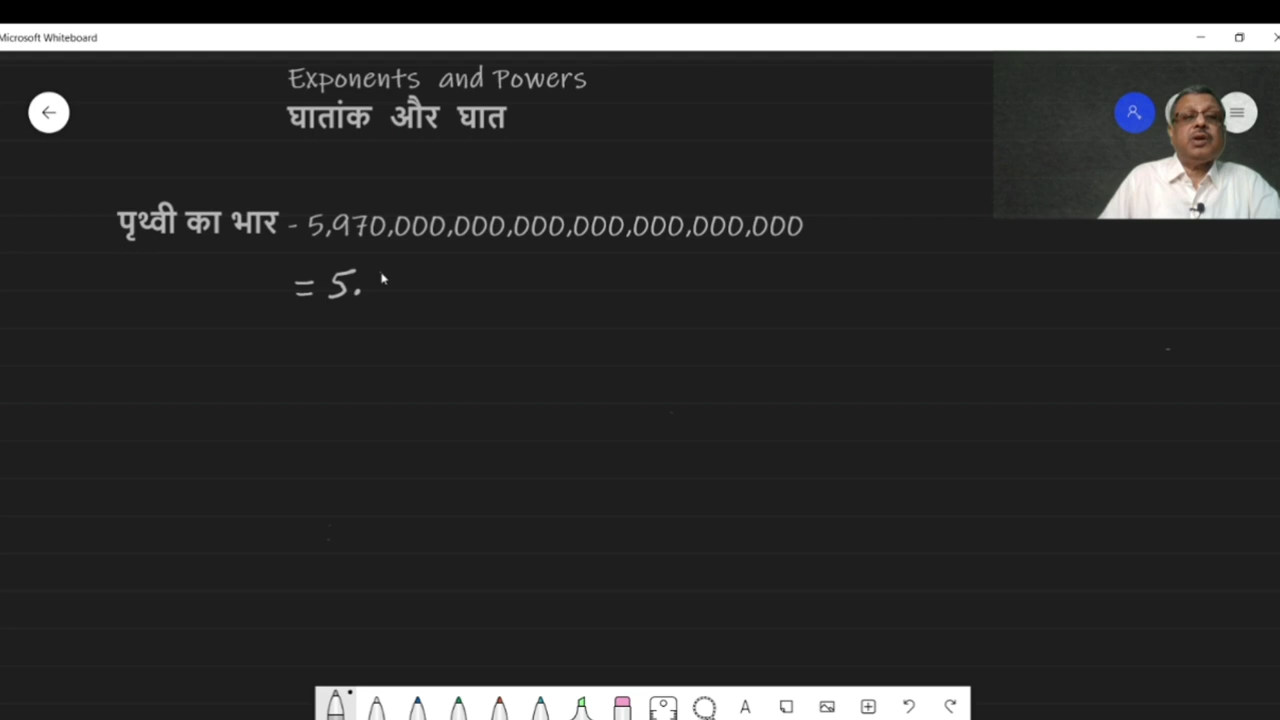 Microsoft Whiteboard
Exponents and Powers
घातांक और घात
पृथ्वी का भार - 5,970,000,000,000,000,000,000,000
= 5.
A